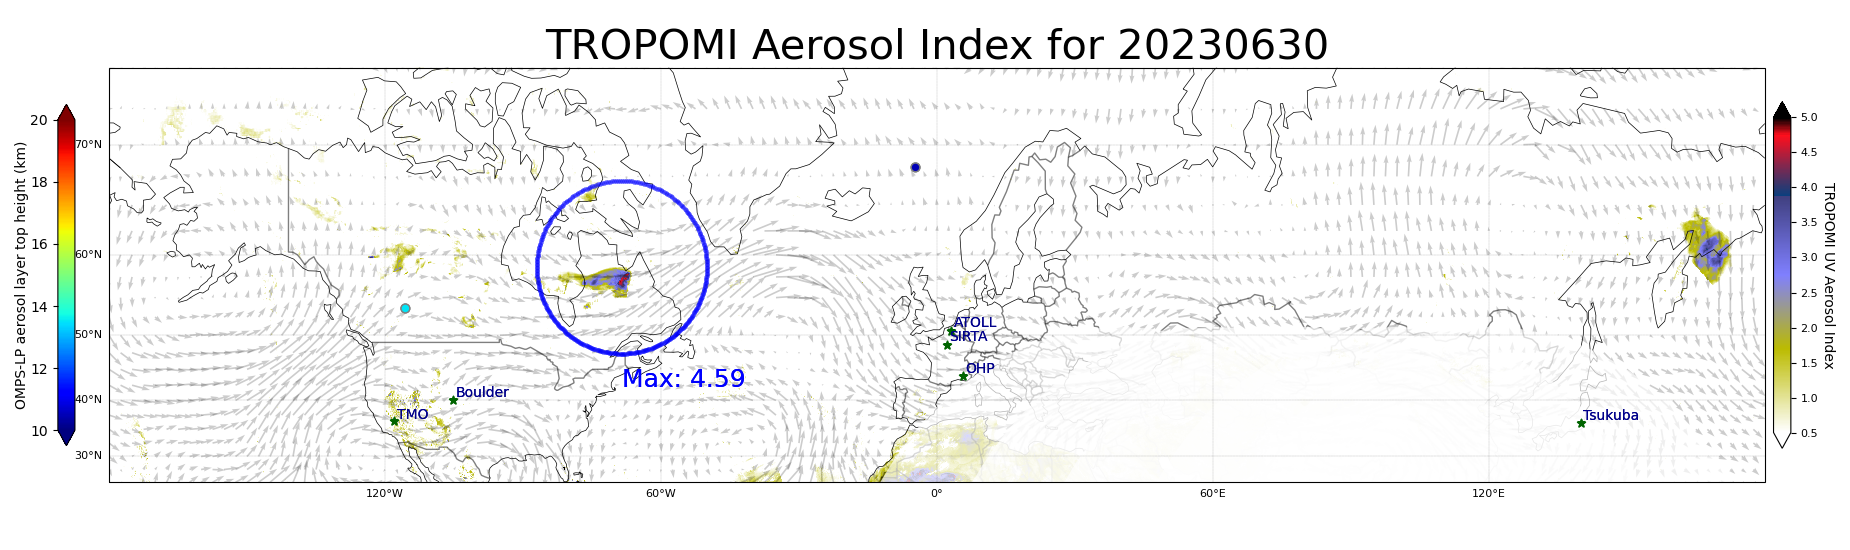 TROPOMI Aerosol Index for 20230630
OMPS-LP aerosol layer top height (km)
20
18
16
14
12
10
70°N
60°N
50°N
40°N
30°N
120°W
60°W
0°
60°E
120°E
ATOLL
SIRTA
OHP
Boulder
TMO
Tsukuba
Max: 4.59
5.0
4.5
4.0
3.5
3.0
2.5
2.0
1.5
1.0
0.5
TROPOMI UV Aerosol Index